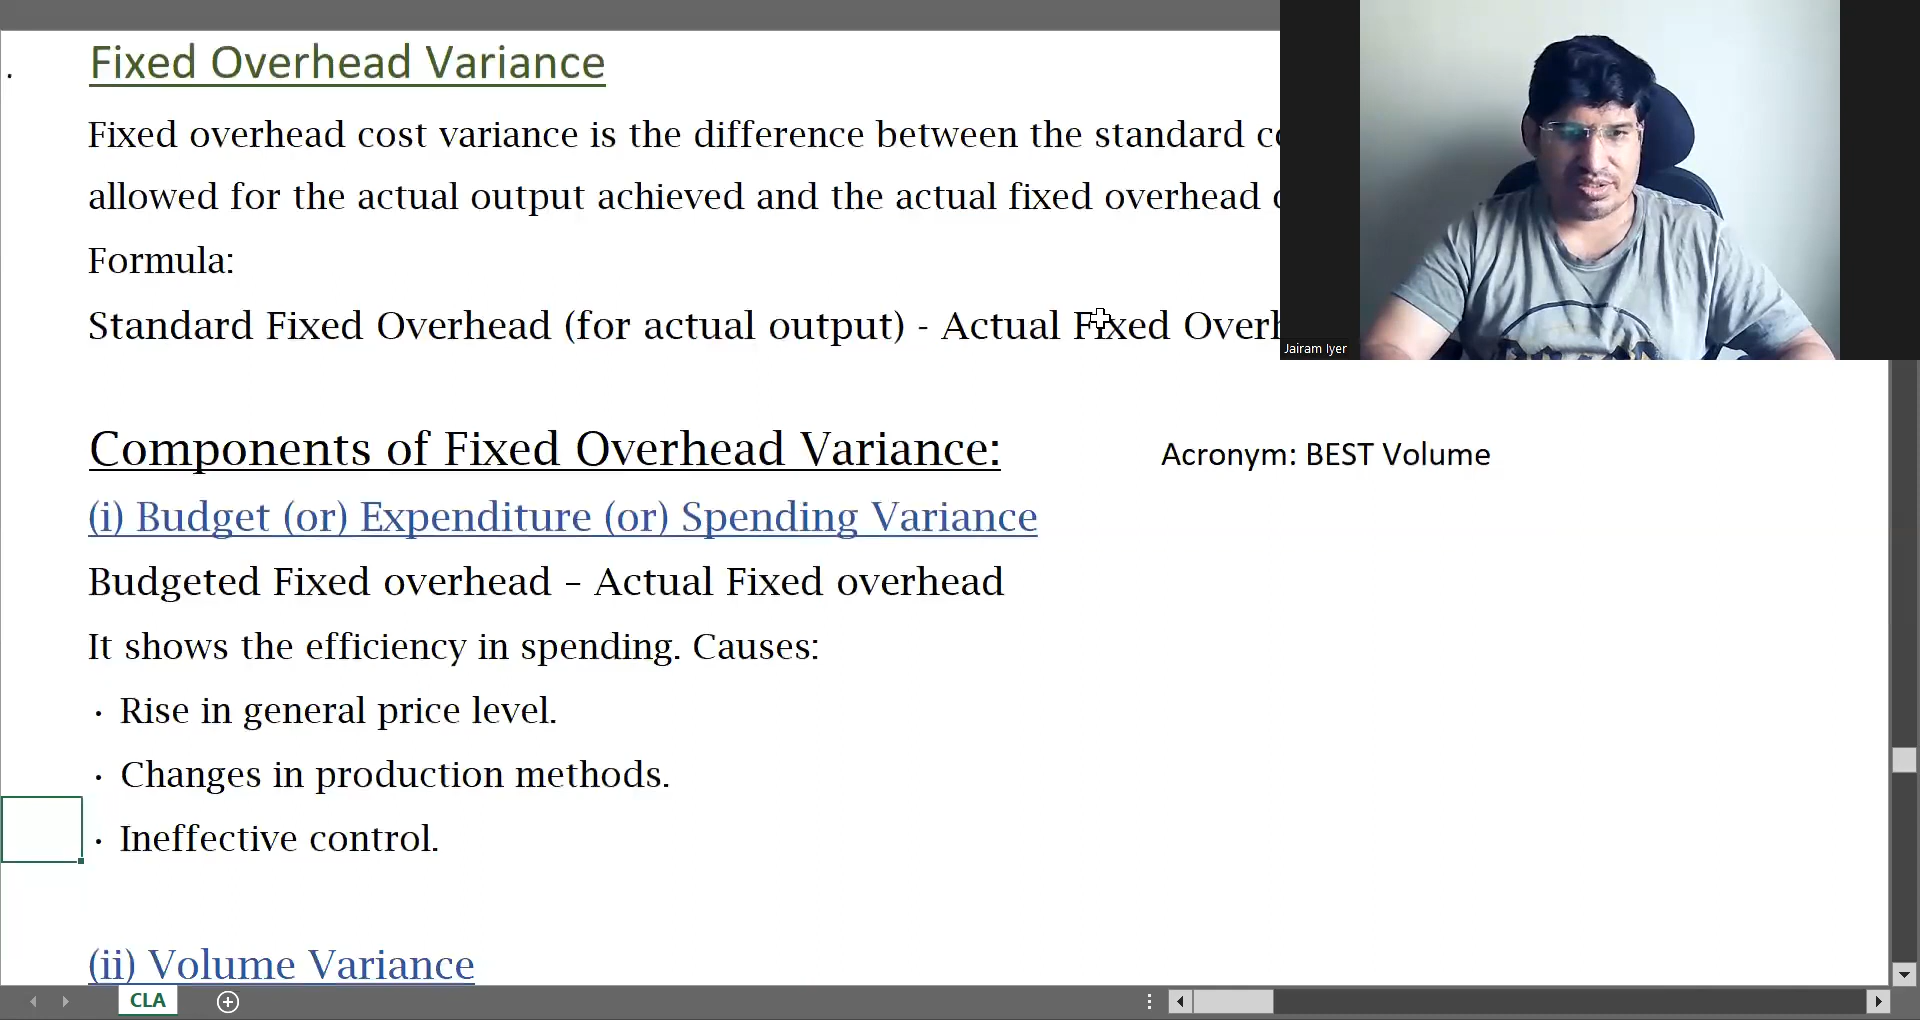 Fixed Overhead Variance
.
Fixed overhead cost variance is the difference between the standard
allowed for the actual output achieved and the actual fixed overhead
Formula:
Standard Fixed Overhead (for actual output) - Actual Fixed
Jairam Iyer
Components of Fixed Overhead Variance:
Acronym: BEST Volume
(i) Budget (or) Expenditure (or) Spending Variance
Budgeted Fixed overhead – Actual Fixed overhead
It shows the efficiency in spending. Causes:
· Rise in general price level.
· Changes in production methods.
· Ineffective control.
(ii) Volume Variance
CLA